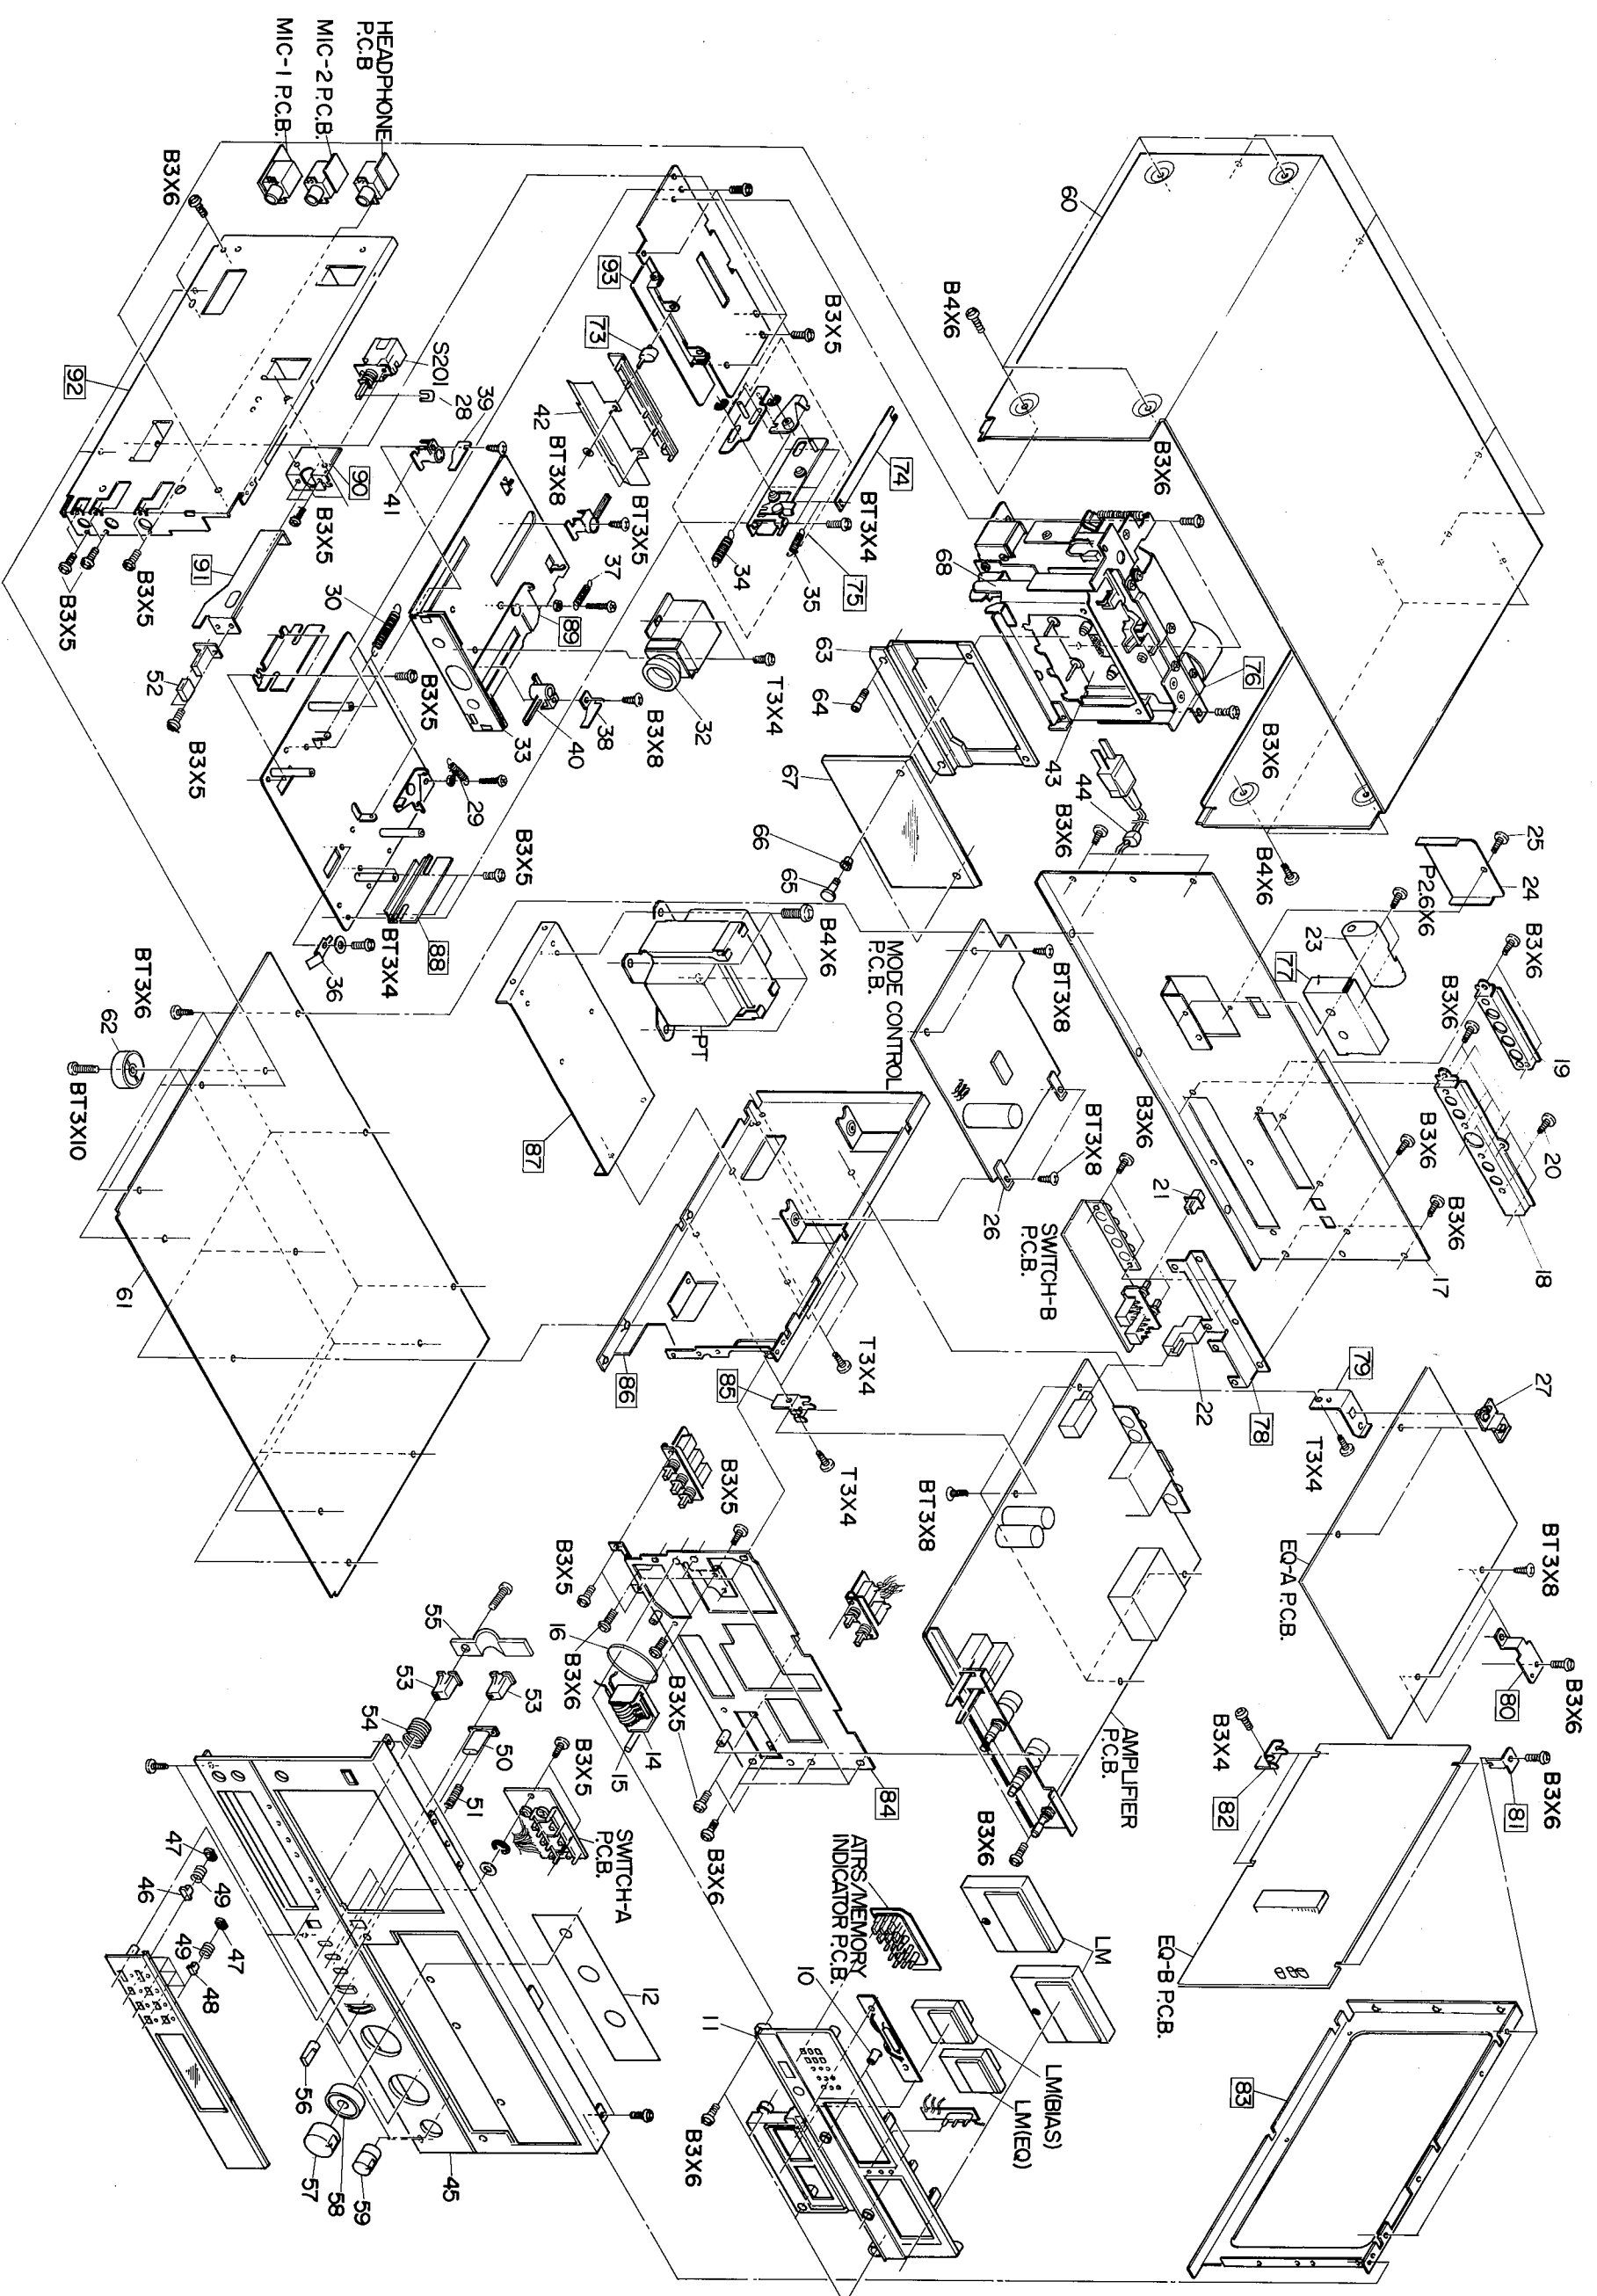 25
24
B3X6
19
20
18
27
BT3X8
B3X6
80
81
B3X6
P2.6X6
23
77
B3X6
B3X6
B3X6
17
79
T3X4
EQ-A P.C.B.
B3X4
82
EQ-B P.C.B.
83
B3X6
B3X6
B4X6
76
78
22
60
B4X6
B3X6
21
SWITCH-B
P.C.B.
BT3X8
26
AMPLIFIER
P.C.B.
B3X6
LM
LM(BIAS)
LM(EQ)
68
43
44
BT3X8
MODE CONTROL
P.C.B.
T3X4
T3X4
BT3X8
84
ATRS/MEMORY
INDICATOR P.C.B.
10
11
B3X6
63
64
67
66
65
74
BT3X4
75
35
34
B3X5
93
73
42
BT3X8
BT3X5
37
89
32
T3X4
B4X6
PT
87
86
85
B3X5
B3X5
B3X6
16
B3X5
14
15
B3X6
12
S201
28
39
41
40
38
B3X8
33
B3X5
29
B3X5
88
BT3X4
36
55
53
53
54
50
51
B3X5
SWITCH-A
P.C.B.
HEADPHONE
P.C.B
MIC-2 P.C.B.
MIC-1 P.C.B.
B3X6
92
90
B3X5
91
30
B3X5
B3X5
52
B3X5
BT3X6
62
BT3X10
61
47
49
46
47
49
48
56
58
57
59
45